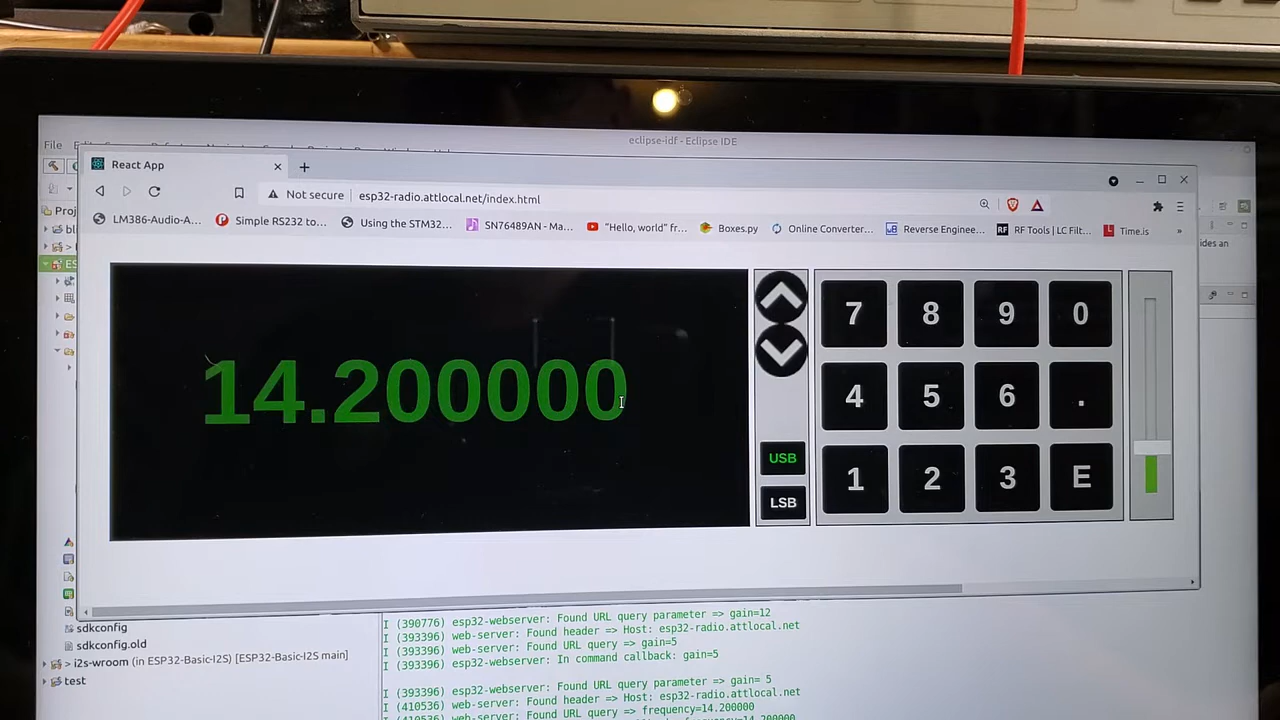 File
eclipse-idf - Eclipse IDE
React App
Not secure esp32-radio.attlocal.net/index.html
LM386-Audio-A... Simple RS232 to... Using the STM32... SN76489AN - Ma... "Hello, world" fr... Boxes.py Online Converter... Reverse Enginee... RF Tools | LC Filt... Time.is »
14.200000
USB
LSB
7 8 9 0
4 5 6 .
1 2 3 E
sdkconfig
sdkconfig.old
> i2s-wroom (in ESP32-Basic-I2S) [ESP32-Basic-I2S main]
test
I (390776) esp32-webserver: Found URL query parameter => gain=12
I (393396) web-server: Found header => Host: esp32-radio.attlocal.net
I (393396) web-server: Found URL query => gain=5
I (393396) esp32-webserver: In command callback: gain=5
I (393396) esp32-webserver: Found URL query parameter => gain= 5
I (410536) web-server: Found header => Host: esp32-radio.attlocal.net
I (410536) web-server: Found URL query => frequency=14.200000